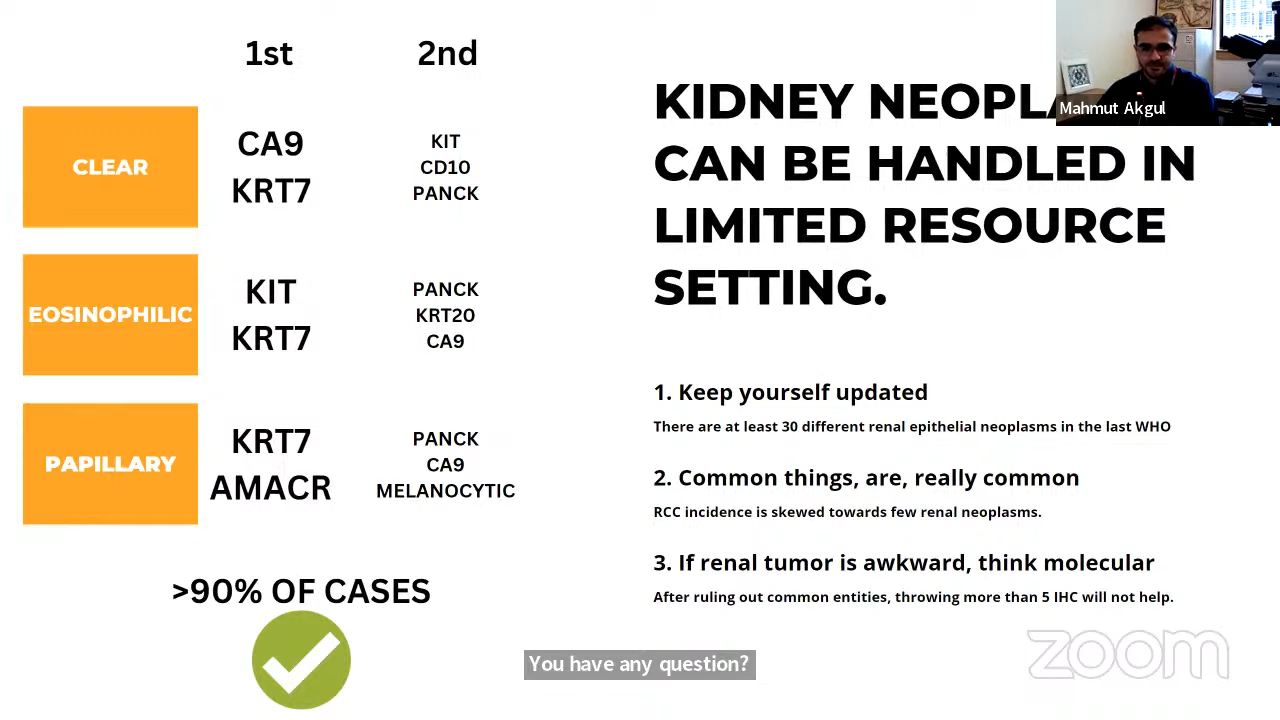 1st
2nd
CLEAR
CA9
KRT7
KIT
CD10
PANCK
EOSINOPHILIC
KIT
KRT7
PANCK
KRT20
CA9
PAPILLARY
KRT7
AMACR
PANCK
CA9
MELANOCYTIC
>90% OF CASES
KIDNEY
CAN BE HANDLED IN
LIMITED RESOURCE
SETTING.
1. Keep yourself updated
There are at least 30 different renal epithelial neoplasms in the last WHO
2. Common things, are, really common
RCC incidence is skewed towards few renal neoplasms.
3. If renal tumor is awkward, think molecular
After ruling out common entities, throwing more than 5 IHC will not help.
Mahmut Akgul
You have any question?
zoom